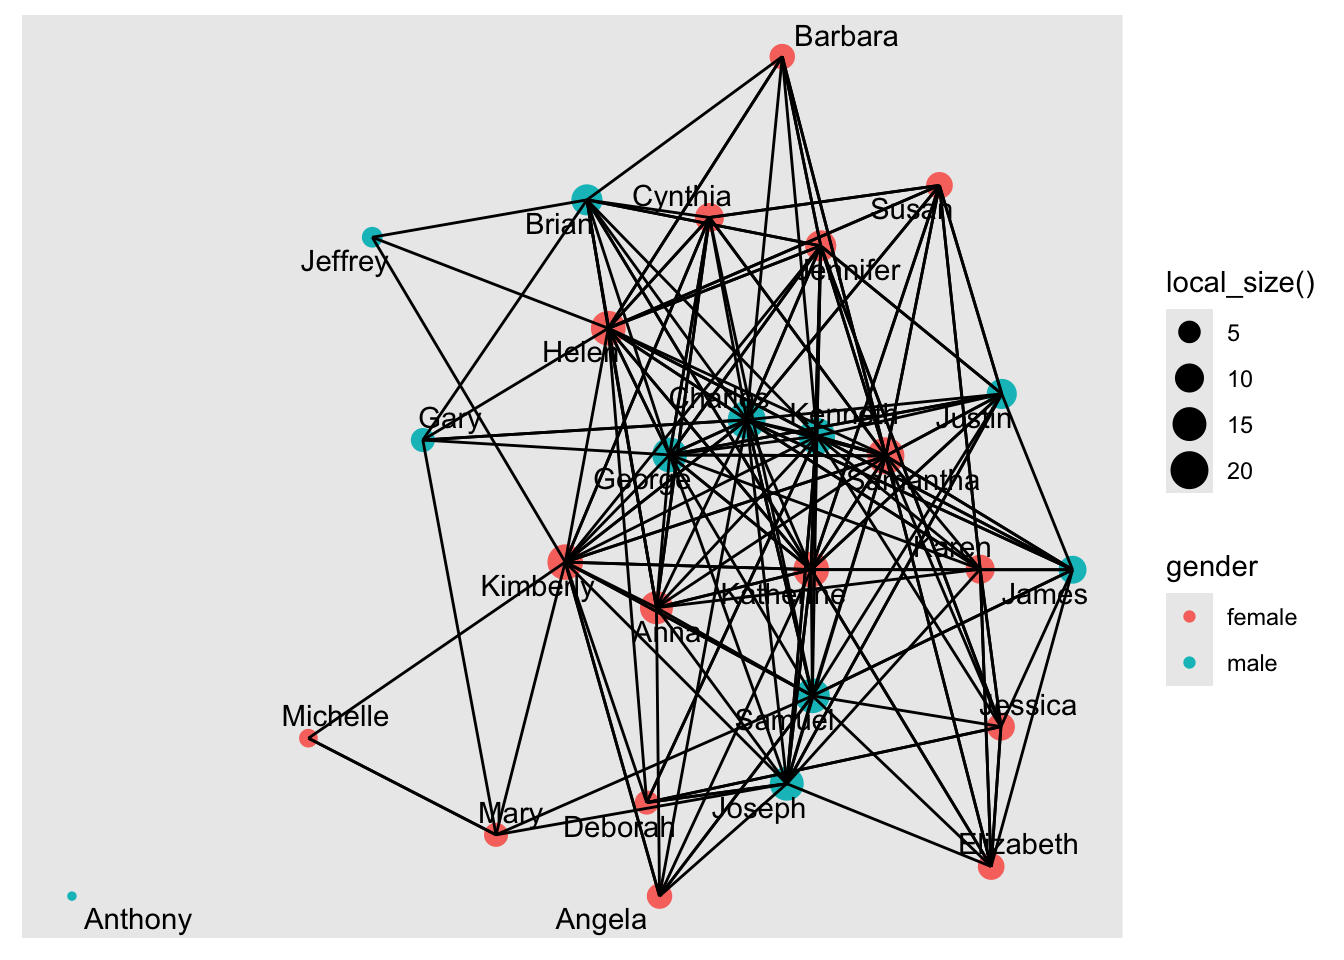 Barbara
Cynthia
Susan
Brian
Jennifer
Jeffrey
Helen
Charles
Kenneth
Gary
Justin
George
Samantha
Karen
Kimberly
Katherine
James
Anna
Michelle
Jessica
Samuel
Mary
Joseph
Deborah
Elizabeth
Anthony
Angela
local_size()
5
10
15
20
gender
female
male